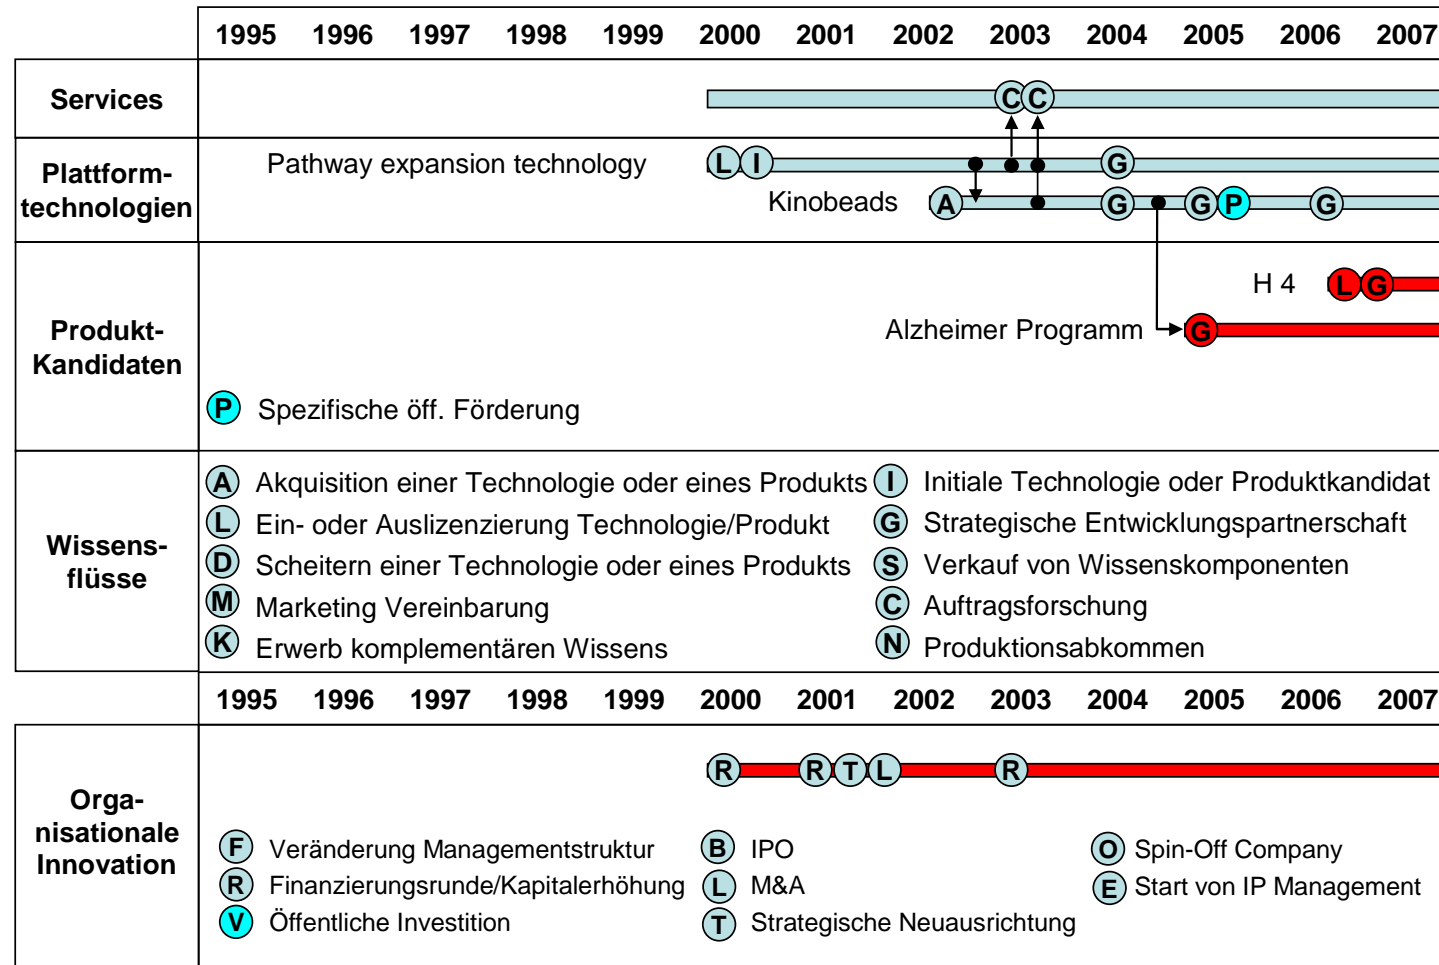 1995 1996 1997 1998 1999 2000 2001 2002 2003 2004 2005 2006 2007
Services
C C
Plattform-
technologien
Pathway expansion technology
L I G
Kinobeads
A G G P G
Produkt-
Kandidaten
H 4
L G
Alzheimer Programm
G
P Spezifische öff. Förderung
Wissens-
flüsse
A Akquisition einer Technologie oder eines Produkts
L Ein- oder Auslizenzierung Technologie/Produkt
D Scheitern einer Technologie oder eines Produkts
M Marketing Vereinbarung
K Erwerb komplementären Wissens
I Initiale Technologie oder Produktkandidat
G Strategische Entwicklungspartnerschaft
S Verkauf von Wissenskomponenten
C Auftragsforschung
N Produktionsabkommen
1995 1996 1997 1998 1999 2000 2001 2002 2003 2004 2005 2006 2007
Orga-
nisationale
Innovation
R R T L R
F Veränderung Managementstruktur
R Finanzierungsrunde/Kapitalerhöhung
V Öffentliche Investition
B IPO
L M&A
T Strategische Neuausrichtung
O Spin-Off Company
E Start von IP Management